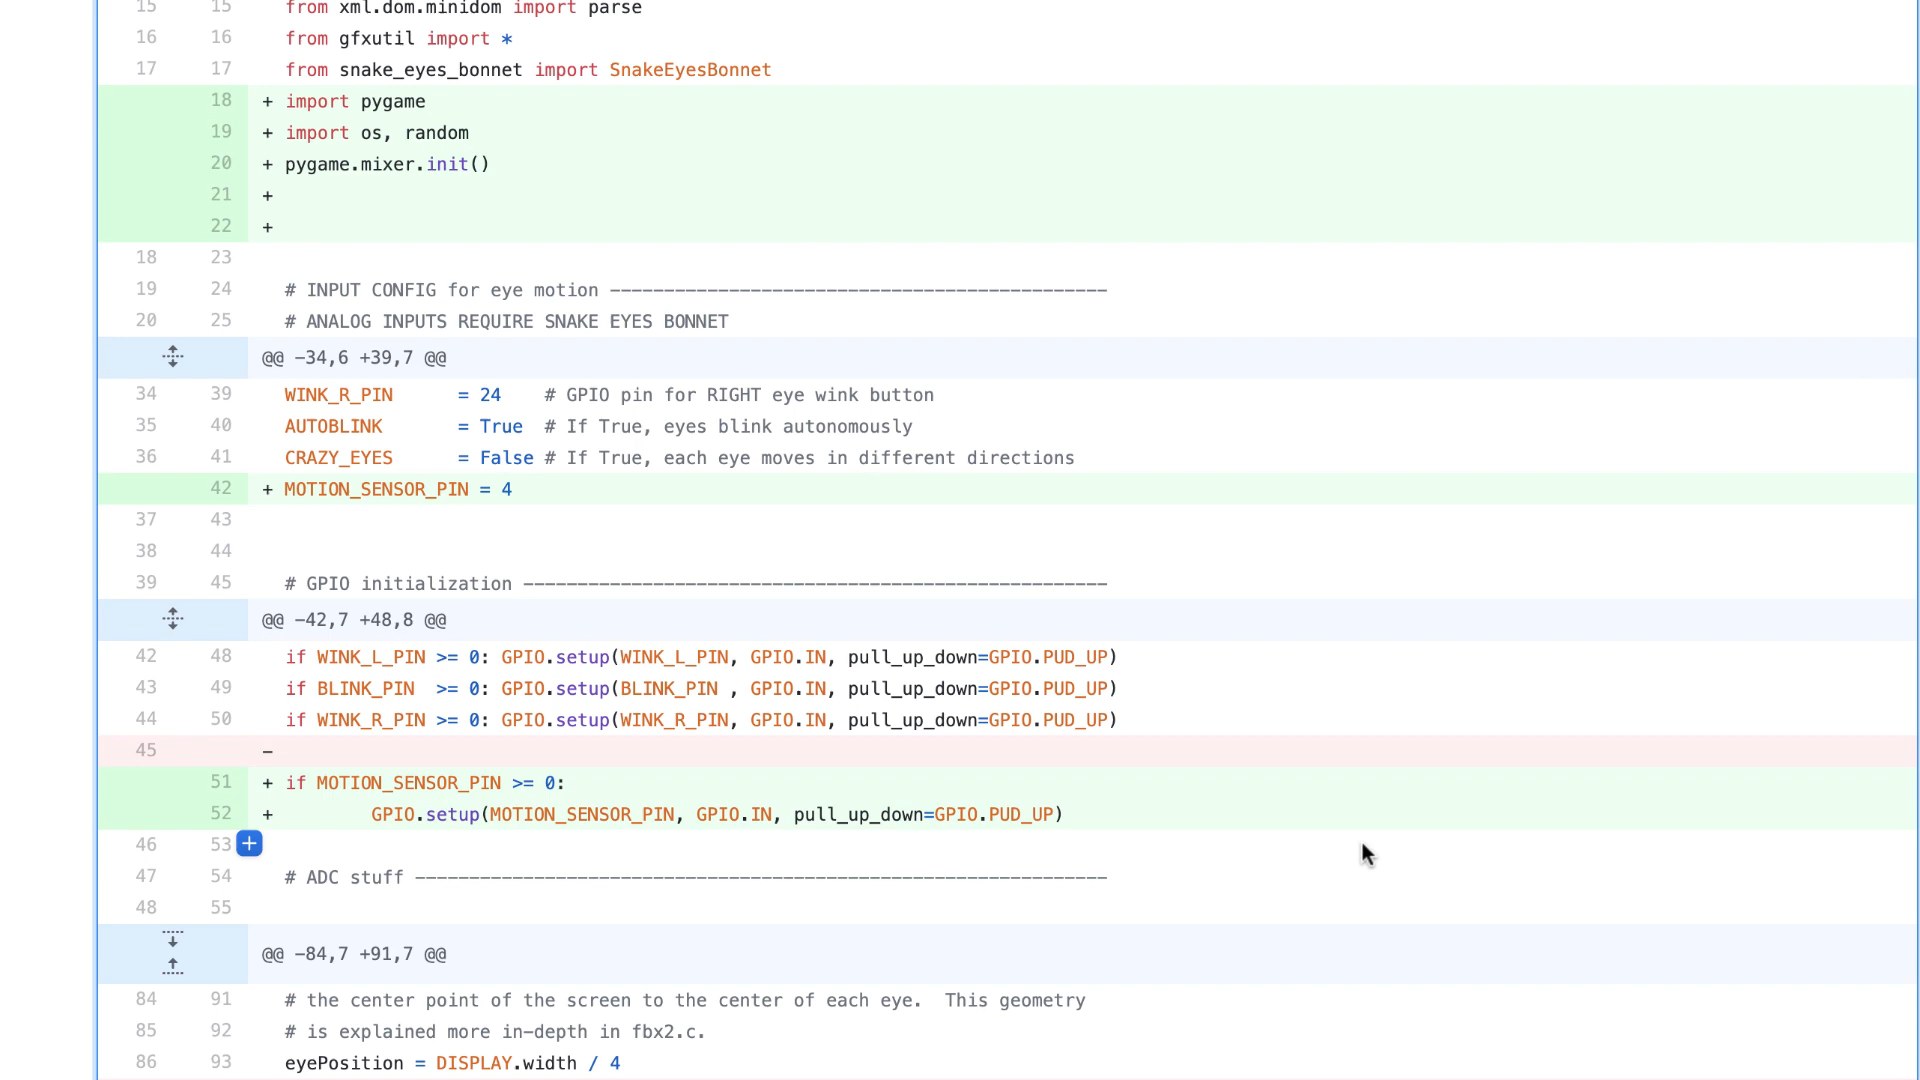 15 15 from xml.dom.minidom import parse
16 16 from gfxutil import *
17 17 from snake_eyes_bonnet import SnakeEyesBonnet
18 + import pygame
19 + import os, random
20 + pygame.mixer.init()
21 +
22 +
18 23
19 24 # INPUT CONFIG for eye motion ----------------------------------------------
20 25 # ANALOG INPUTS REQUIRE SNAKE EYES BONNET
@@ -34,6 +39,7 @@
34 39 WINK_R_PIN = 24 # GPIO pin for RIGHT eye wink button
35 40 AUTOBLINK = True # If True, eyes blink autonomously
36 41 CRAZY_EYES = False # If True, each eye moves in different directions
42 + MOTION_SENSOR_PIN = 4
37 43
38 44
39 45 # GPIO initialization ------------------------------------------------------
@@ -42,7 +48,8 @@
42 48 if WINK_L_PIN >= 0: GPIO.setup(WINK_L_PIN, GPIO.IN, pull_up_down=GPIO.PUD_UP)
43 49 if BLINK_PIN >= 0: GPIO.setup(BLINK_PIN , GPIO.IN, pull_up_down=GPIO.PUD_UP)
44 50 if WINK_R_PIN >= 0: GPIO.setup(WINK_R_PIN, GPIO.IN, pull_up_down=GPIO.PUD_UP)
45 -
51 + if MOTION_SENSOR_PIN >= 0:
52 + GPIO.setup(MOTION_SENSOR_PIN, GPIO.IN, pull_up_down=GPIO.PUD_UP)
46 53 +
47 54 # ADC stuff ----------------------------------------------------------------
48 55
@@ -84,7 +91,7 @@
84 91 # the center point of the screen to the center of each eye. This geometry
85 92 # is explained more in-depth in fbx2.c.
86 93 eyePosition = DISPLAY.width / 4